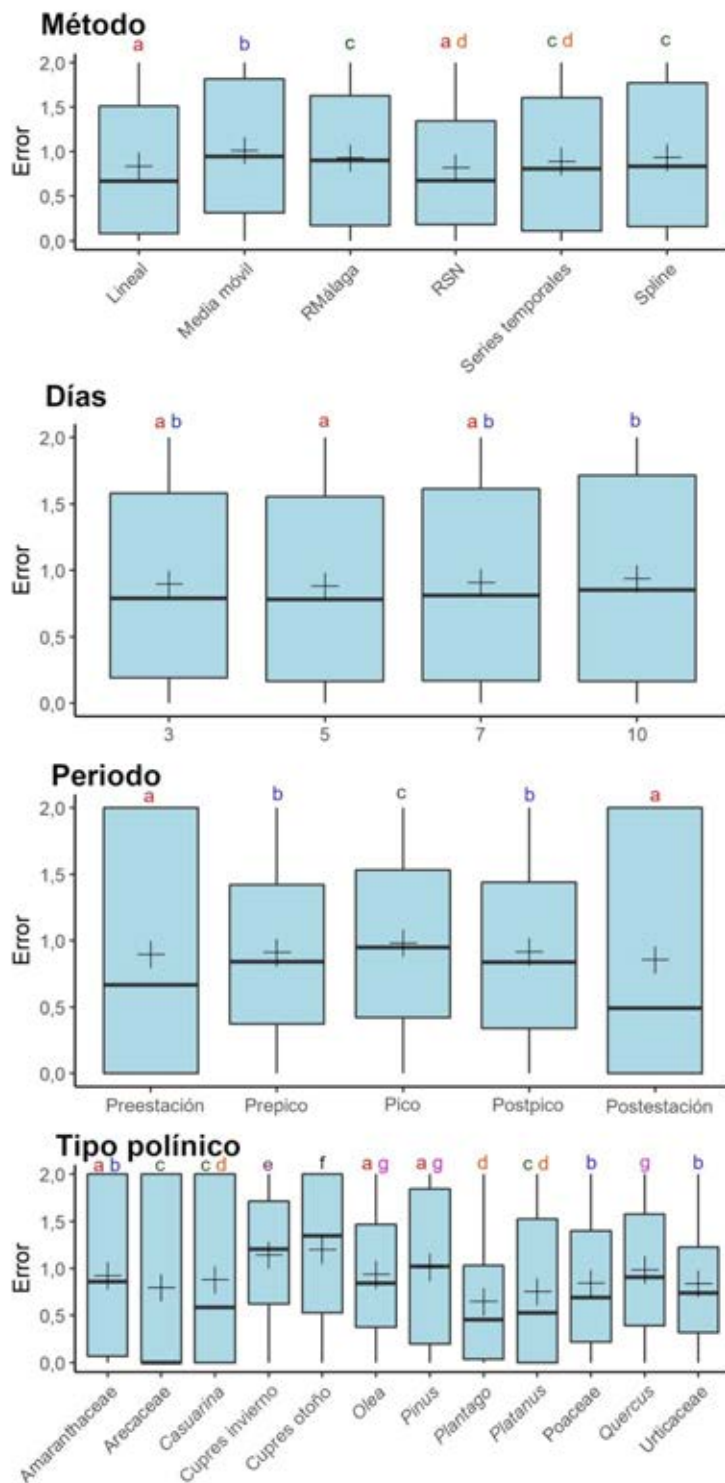 Método
a b c a d c d c
2,0
1,5
1,0
0,5
0,0
Error
Lineal
Media móvil
RMálaga
RSN
Series temporales
Spline
Días
a b a a b b
2,0
1,5
1,0
0,5
0,0
Error
3 5 7 10
Periodo
a b c b a
2,0
1,5
1,0
0,5
0,0
Error
Preestación Prepico Pico Postpico Postestación
Tipo polínico
a b c c d e f a g a g d c d b g b
2,0
1,5
1,0
0,5
0,0
Error
Amaranthaceae
Arecaceae
Casuarina
Cupres invierno
Cupres otoño
Olea
Pinus
Plantago
Platanus
Poaceae
Quercus
Urticaceae